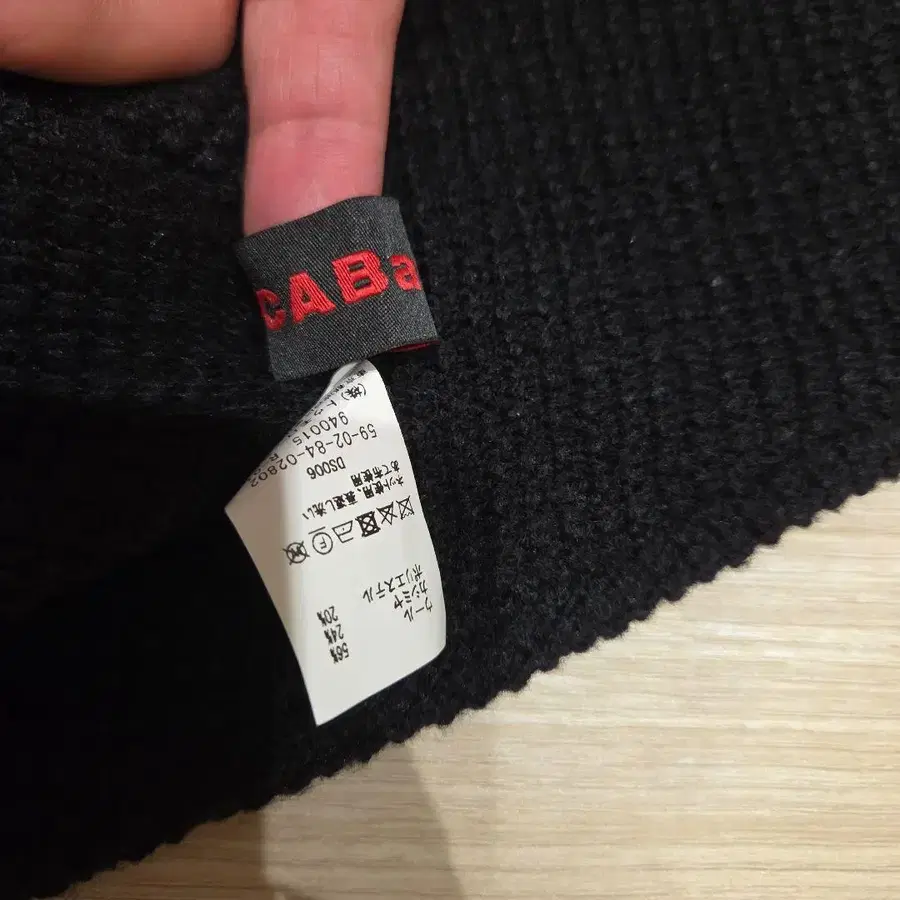 CABa
ウール 56%
カシミヤ 24%
ポリエステル 20%
ネット使用、裏返し洗い
あて布使用
DS006
59-02-84-02802
940015
(株)